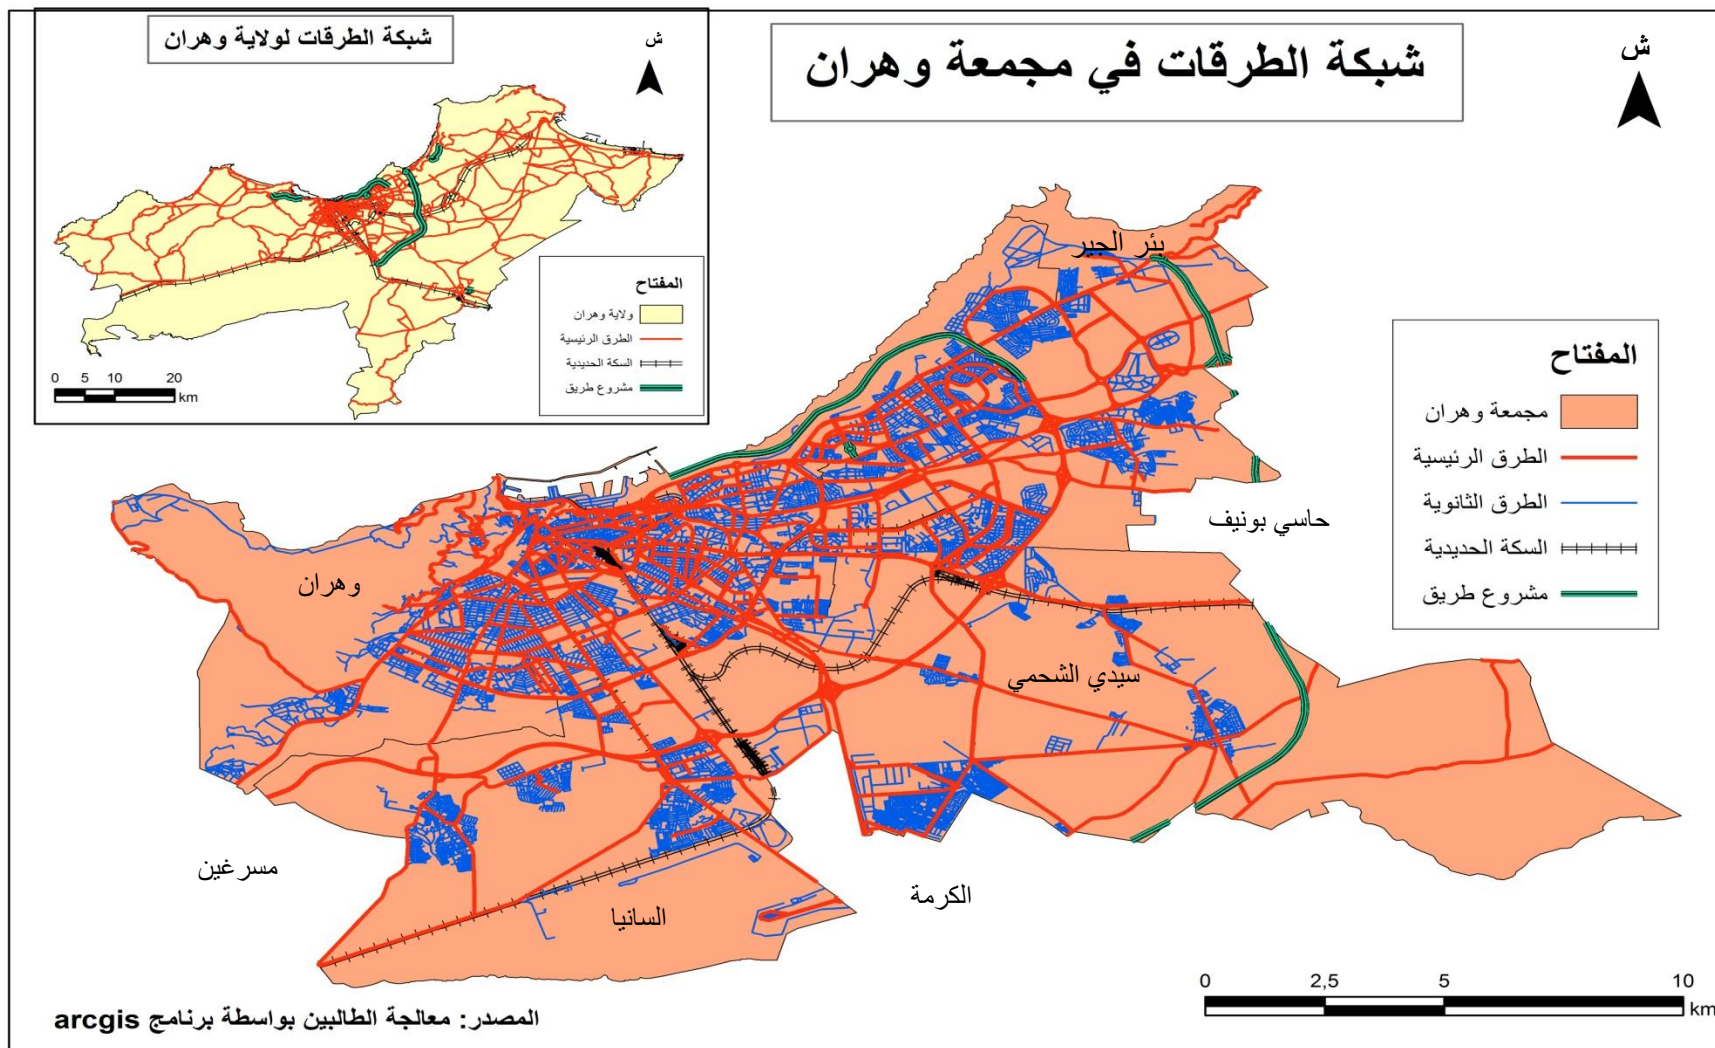 شبكة الطرقات في مجمعة وهران
ش
شبكة الطرقات لولاية وهران
ش
المفتاح
ولاية وهران
الطرق الرئيسية
السكة الحديدية
مشروع طريق
0 5 10 20
km
المفتاح
مجمعة وهران
الطرق الرئيسية
الطرق الثانوية
السكة الحديدية
مشروع طريق
بئر الجير
حاسي بونيف
وهران
سيدي الشحمي
مسرغين
الكرمة
السانيا
0 2,5 5 10
km
المصدر: معالجة الطالبين بواسطة برنامج arcgis